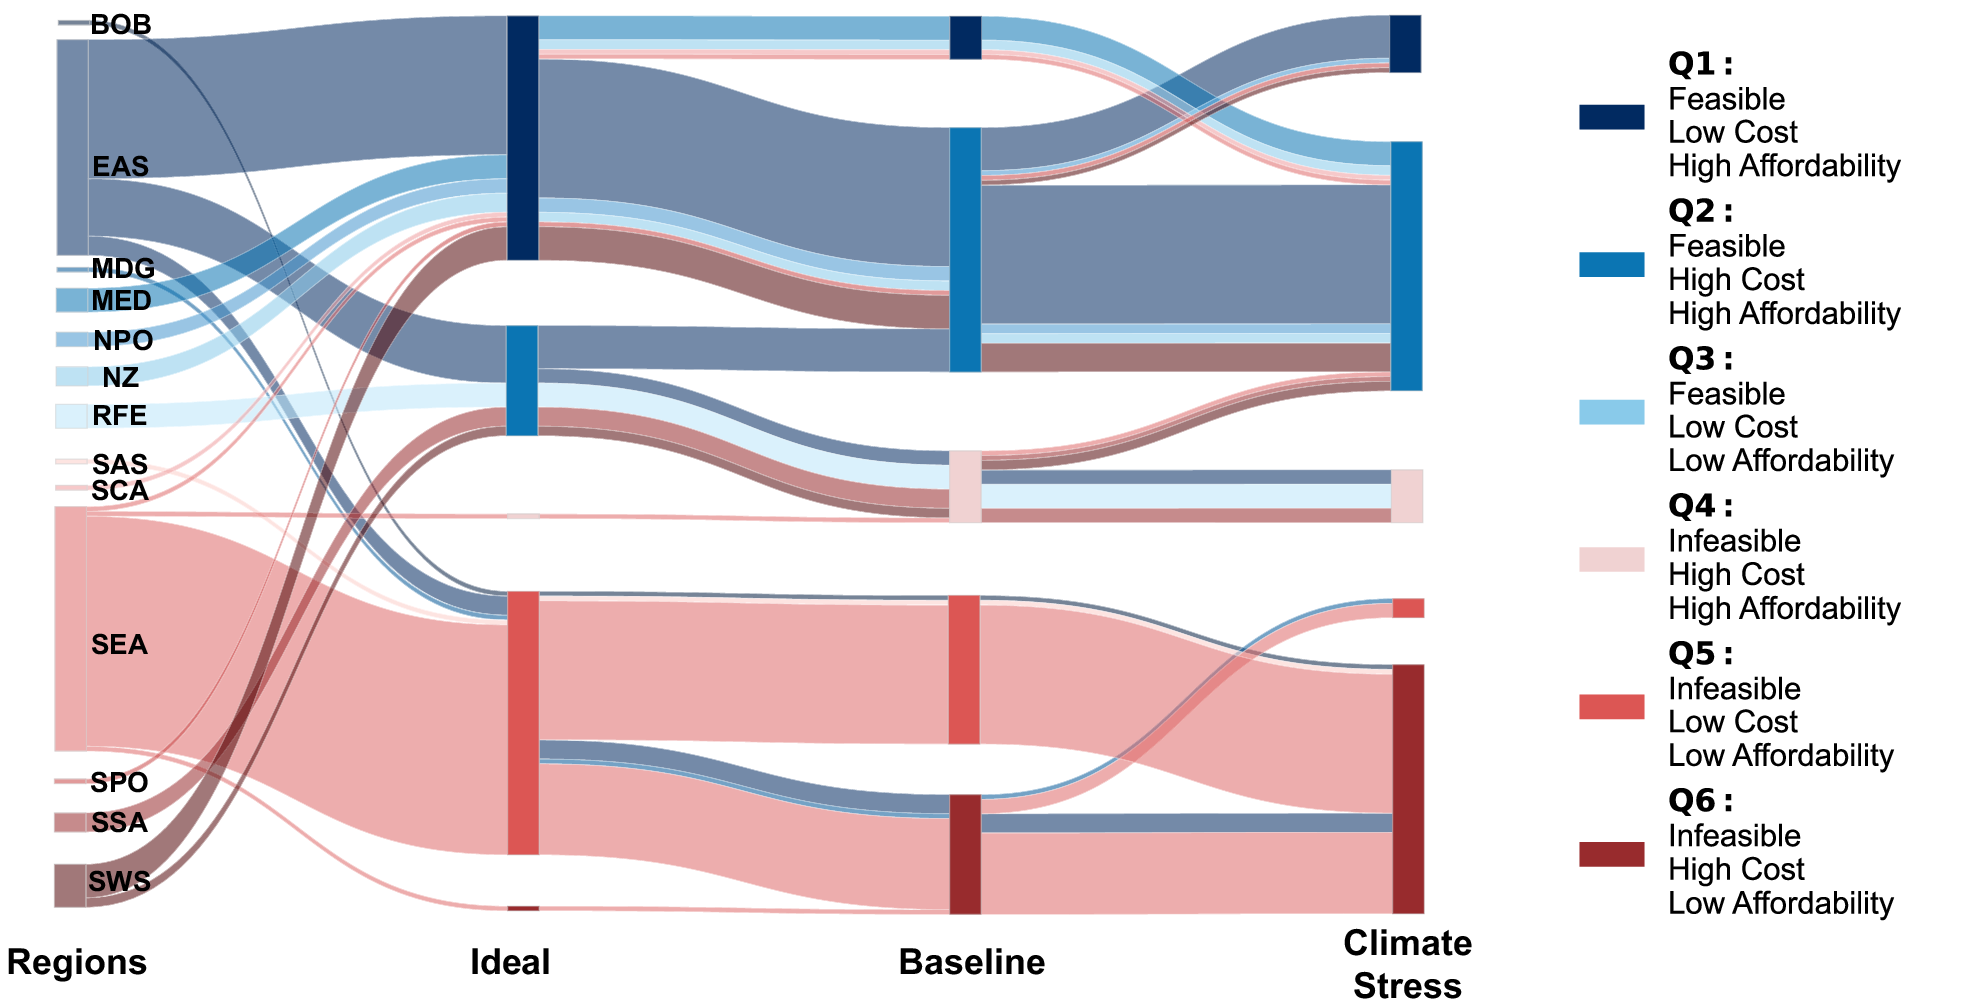 BOB
EAS
MDG
MED
NPO
NZ
RFE
SAS
SCA
SEA
SPO
SSA
SWS
Regions
Ideal
Baseline
Climate
Stress
Q1:
Feasible
Low Cost
High Affordability
Q2:
Feasible
High Cost
High Affordability
Q3:
Feasible
Low Cost
Low Affordability
Q4:
Infeasible
High Cost
High Affordability
Q5:
Infeasible
Low Cost
Low Affordability
Q6:
Infeasible
High Cost
Low Affordability